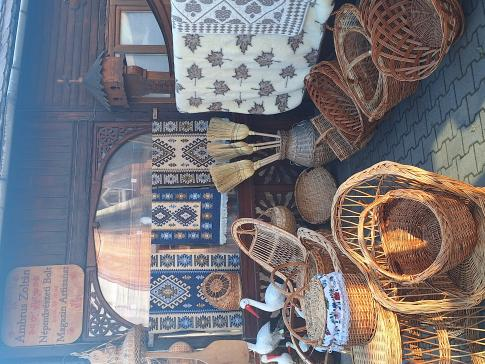 Ambrus Zoltán
Népművészeti Bolt
Magazin Artizanat